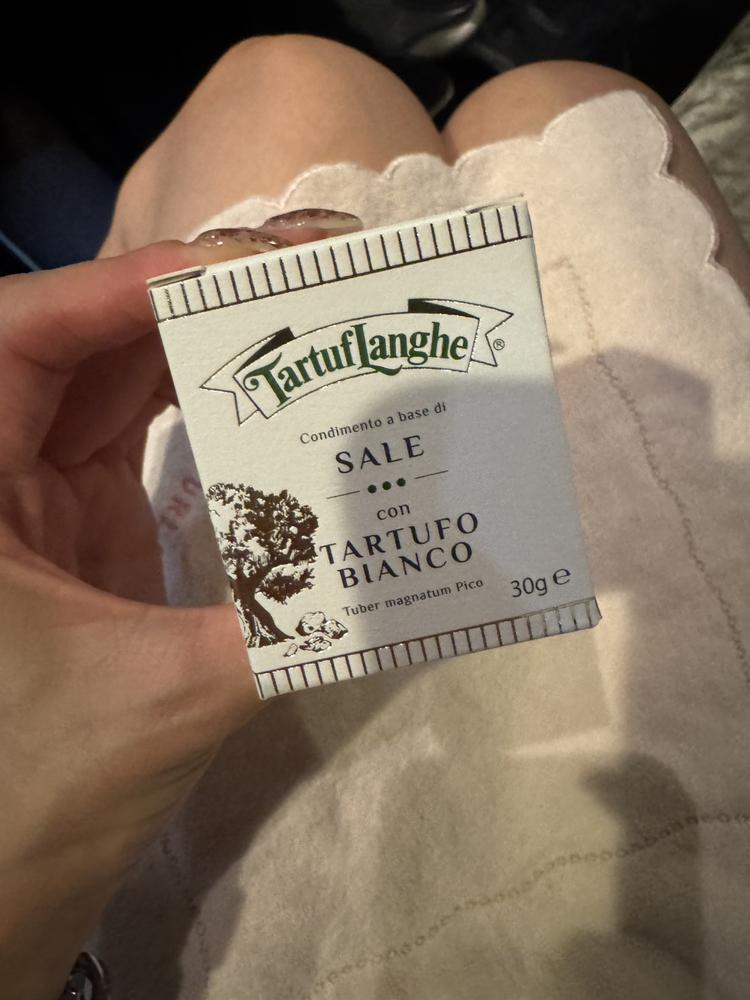 TartufLanghe®
Condimento a base di
SALE
con
TARTUFO
BIANCO
Tuber magnatum Pico
30g ℮